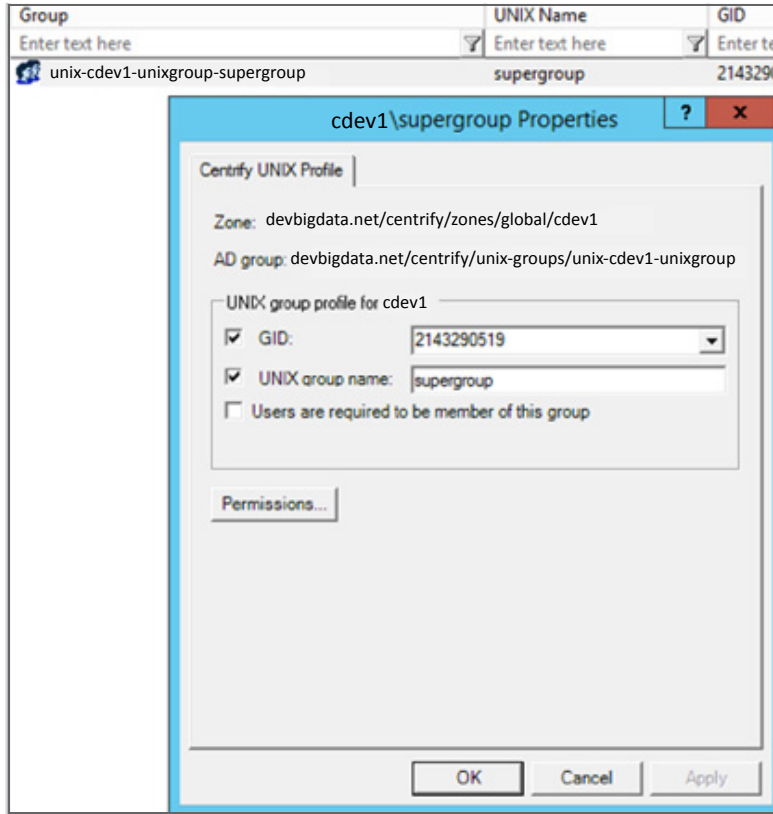 Group UNIX Name GID
Enter text here Enter text here Enter te
unix-cdev1-unixgroup-supergroup supergroup 2143290
cdev1\supergroup Properties ? x
Centrify UNIX Profile
Zone: devbigdata.net/centrify/zones/global/cdev1
AD group: devbigdata.net/centrify/unix-groups/unix-cdev1-unixgroup
UNIX group profile for cdev1
GID: 2143290519
UNIX group name: supergroup
Users are required to be member of this group
Permissions...
OK Cancel Apply